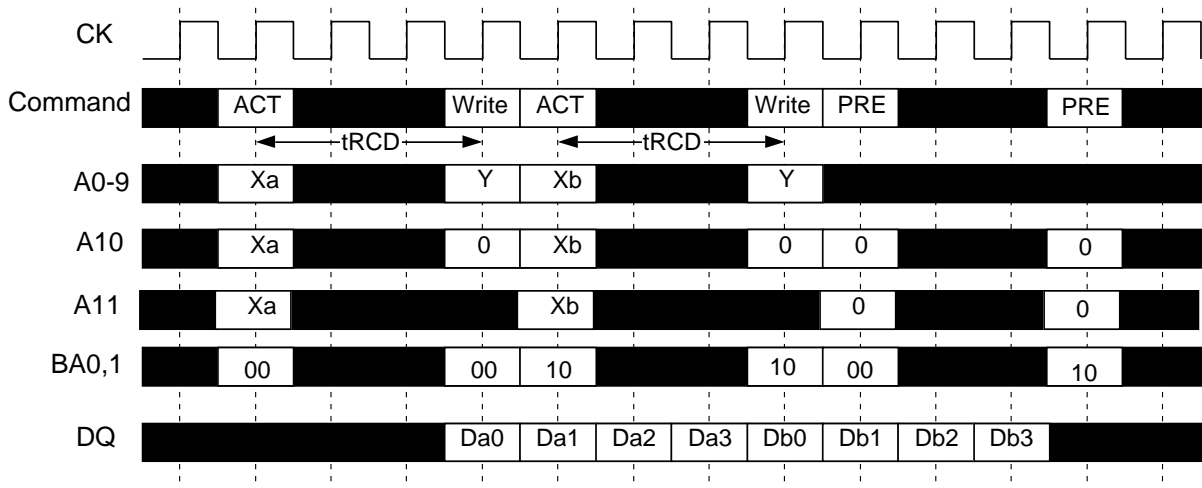 CK
Command ACT Write ACT Write PRE PRE
tRCD tRCD
A0-9 Xa Y Xb Y
A10 Xa 0 Xb 0 0 0
A11 Xa Xb 0 0
BA0,1 00 00 10 10 00 10
DQ Da0 Da1 Da2 Da3 Db0 Db1 Db2 Db3